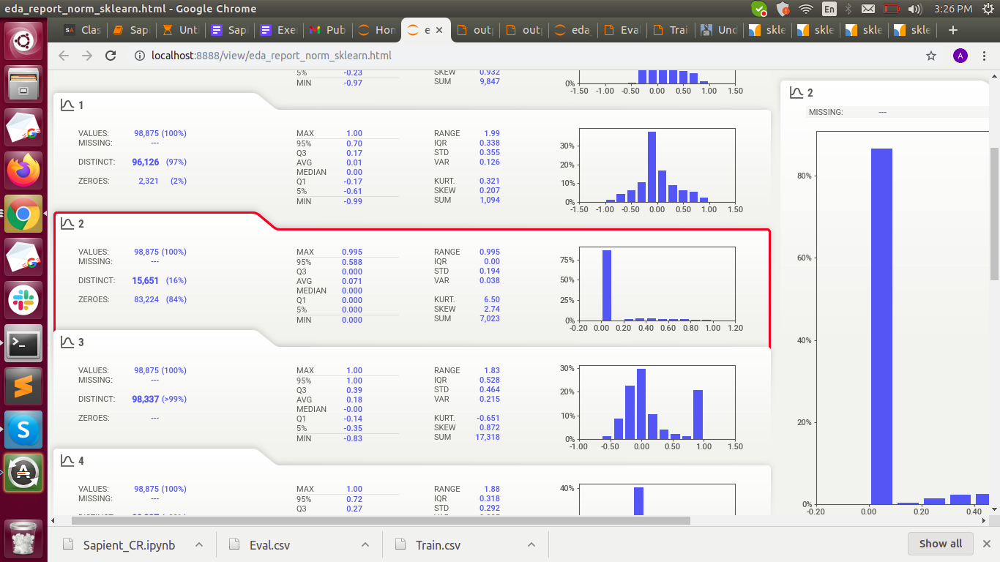 eda_report_norm_sklearn.html - Google Chrome
En
3:26 PM
SA Clas
Sapi
Unti
Sapi
Exer
Pub
Hon
e
outp
outp
eda_
Eval
Trai
Und
skle
skle
skle
skle
localhost:8888/view/eda_report_norm_sklearn.html
A
5% -0.23 SKEW 0.932
MIN -0.97 SUM 9,847
0%
-1.50 -1.00 -0.50 0.00 0.50 1.00 1.50
1
VALUES: 98,875 (100%) MAX 1.00 RANGE 1.99
MISSING: --- 95% 0.70 IQR 0.338
Q3 0.17 STD 0.355
DISTINCT: 96,126 (97%) AVG 0.01 VAR 0.126
MEDIAN 0.00
ZEROES: 2,321 (2%) Q1 -0.17 KURT. 0.321
5% -0.61 SKEW 0.207
MIN -0.99 SUM 1,094
30%
20%
10%
0%
-1.50 -1.00 -0.50 0.00 0.50 1.00 1.50
2
VALUES: 98,875 (100%) MAX 0.995 RANGE 0.995
MISSING: --- 95% 0.588 IQR 0.00
Q3 0.000 STD 0.194
DISTINCT: 15,651 (16%) AVG 0.071 VAR 0.038
MEDIAN 0.000
ZEROES: 83,224 (84%) Q1 0.000 KURT. 6.50
5% 0.000 SKEW 2.74
MIN 0.000 SUM 7,023
75%
50%
25%
0%
-0.20 0.00 0.20 0.40 0.60 0.80 1.00 1.20
3
VALUES: 98,875 (100%) MAX 1.00 RANGE 1.83
MISSING: --- 95% 1.00 IQR 0.528
Q3 0.39 STD 0.464
DISTINCT: 98,337 (>99%) AVG 0.18 VAR 0.215
MEDIAN -0.00
ZEROES: --- Q1 -0.14 KURT. -0.651
5% -0.35 SKEW 0.872
MIN -0.83 SUM 17,318
30%
20%
10%
0%
-1.00 -0.50 0.00 0.50 1.00 1.50
4
VALUES: 98,875 (100%) MAX 1.00 RANGE 1.88
MISSING: --- 95% 0.72 IQR 0.318
Q3 0.27 STD 0.292
40%
2
MISSING: ---
80%
60%
40%
20%
0%
-0.20 0.00 0.20 0.40
Sapient_CR.ipynb
Eval.csv
Train.csv
Show all